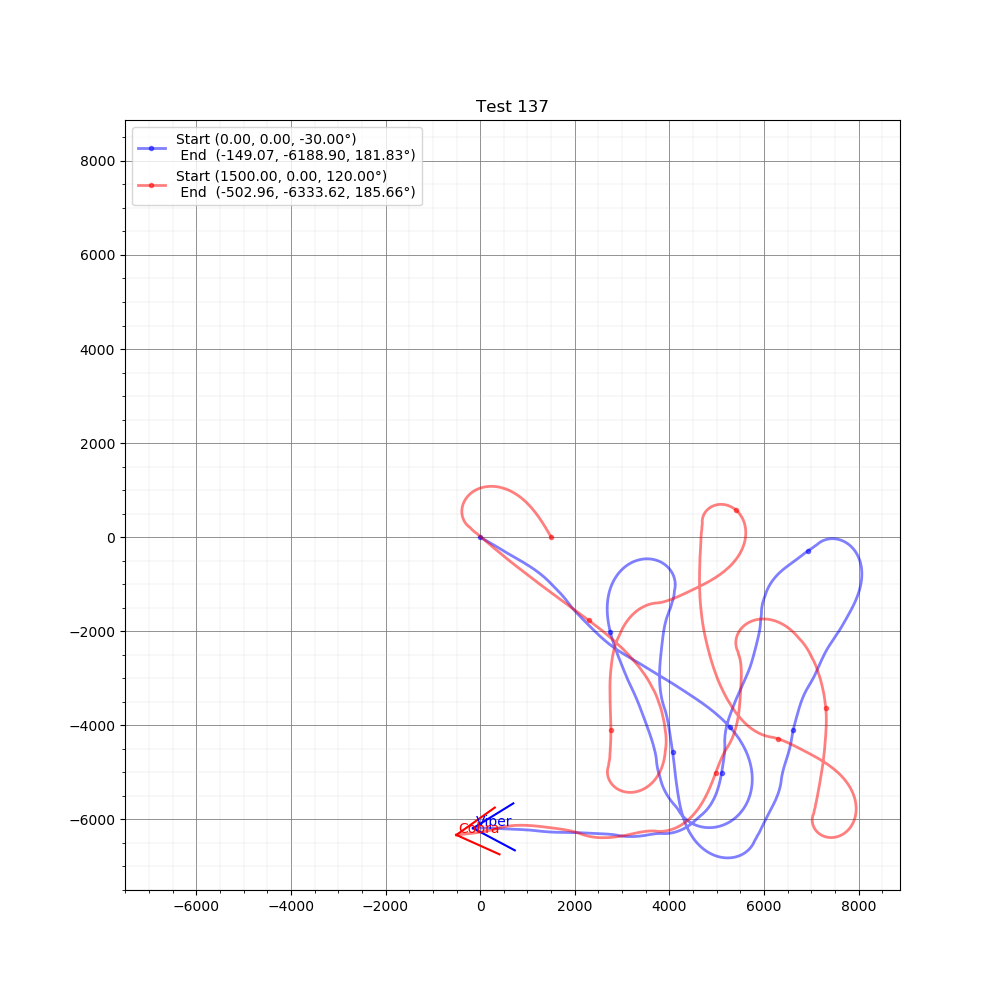 Test 137
Start (0.00, 0.00, -30.00°)
End  (-149.07, -6188.90, 181.83°)
Start (1500.00, 0.00, 120.00°)
End  (-502.96, -6333.62, 185.66°)
8000
6000
4000
2000
0
−2000
−4000
−6000
Viper
Cobra
−6000 −4000 −2000 0 2000 4000 6000 8000